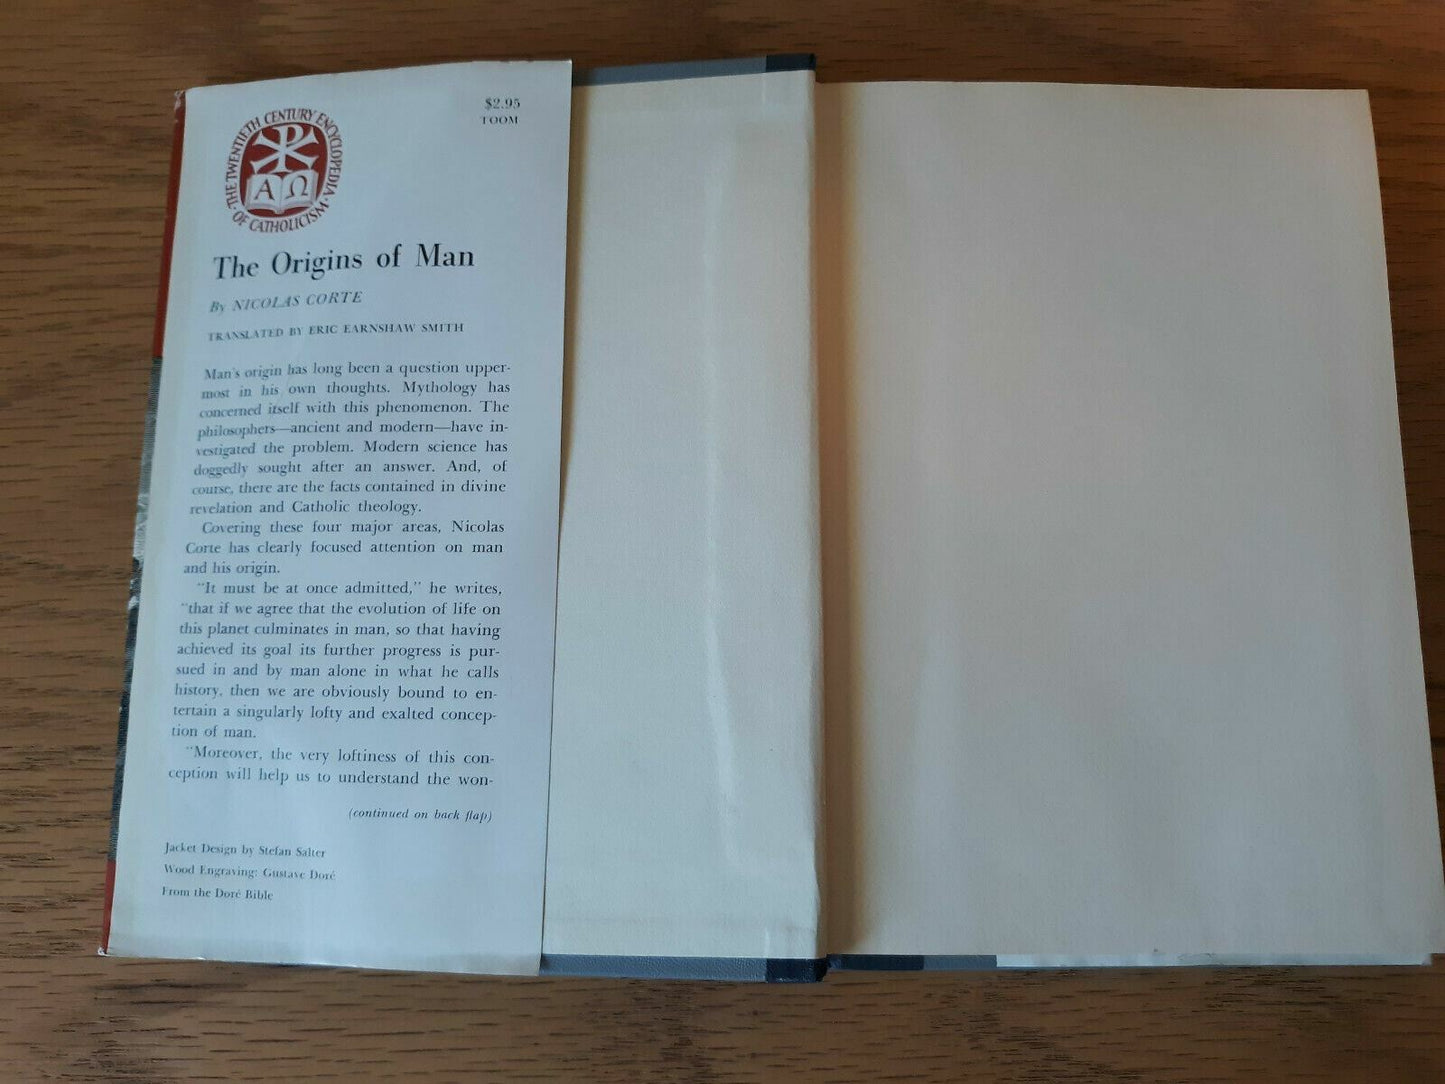 THE TWENTIETH CENTURY ENCYCLOPEDIA
OF CATHOLICISM
A Ω
$2.95
TOOM
The Origins of Man
By NICOLAS CORTE
TRANSLATED BY ERIC EARNSHAW SMITH
Man's origin has long been a question upper-
most in his own thoughts. Mythology has
concerned itself with this phenomenon. The
philosophers—ancient and modern—have in-
vestigated the problem. Modern science has
doggedly sought after an answer. And, of
course, there are the facts contained in divine
revelation and Catholic theology.
Covering these four major areas, Nicolas
Corte has clearly focused attention on man
and his origin.
"It must be at once admitted," he writes,
"that if we agree that the evolution of life on
this planet culminates in man, so that having
achieved its goal its further progress is pur-
sued in and by man alone in what he calls
history, then we are obviously bound to en-
tertain a singularly lofty and exalted concep-
tion of man.
"Moreover, the very loftiness of this con-
ception will help us to understand the won-
(continued on back flap)
Jacket Design by Stefan Salter
Wood Engraving: Gustave Doré
From the Doré Bible